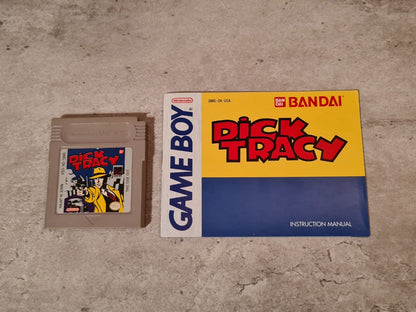 DICK
TRACY
Nintendo
GAME BOY
DMG-DK-USA
BANDAI
DICK
TRACY
INSTRUCTION MANUAL